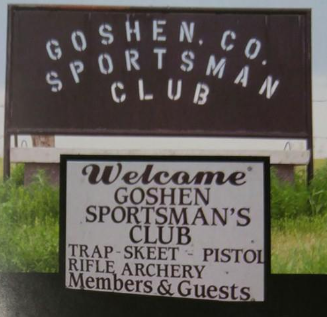 GOSHEN. CO.
SPORTSMAN
CLUB
Welcome
GOSHEN
SPORTSMAN'S
CLUB
TRAP - SKEET - PISTOL
RIFLE, ARCHERY
Members & Guests